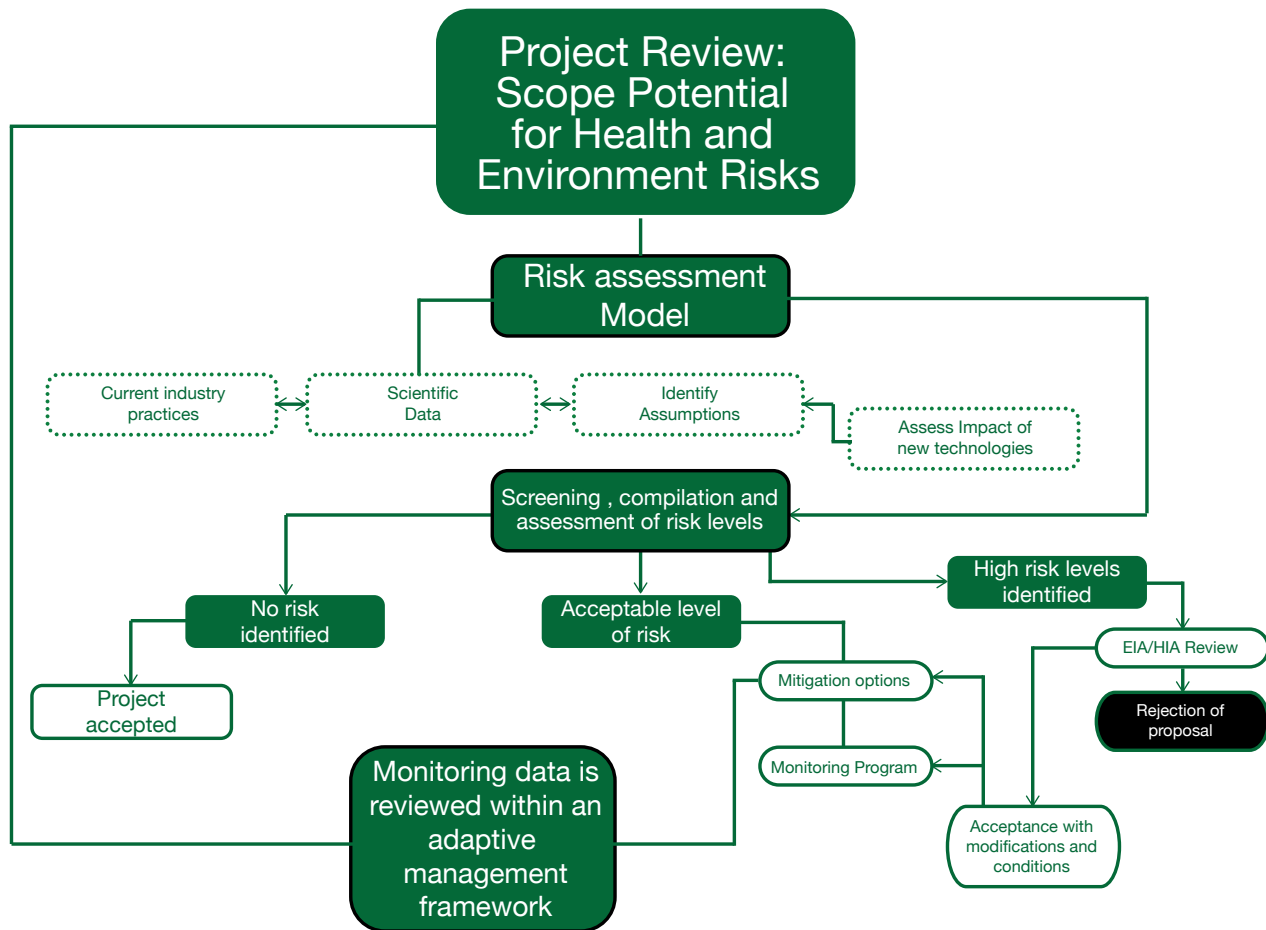 Project Review:
Scope Potential
for Health and
Environment Risks
Risk assessment
Model
Current industry
practices
Scientific
Data
Identify
Assumptions
Assess Impact of
new technologies
Screening , compilation and
assessment of risk levels
No risk
identified
Acceptable level
of risk
High risk levels
identified
EIA/HIA Review
Project
accepted
Mitigation options
Rejection of
proposal
Monitoring Program
Monitoring data is
reviewed within an
adaptive
management
framework
Acceptance with
modifications and
conditions